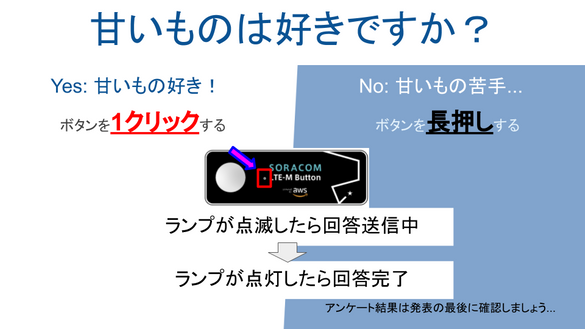 甘いものは好きですか？
Yes: 甘いもの好き！
ボタンを1クリックする
No: 甘いもの苦手...
ボタンを長押しする
SORACOM
LTE-M Button
aws
ランプが点滅したら回答送信中
ランプが点灯したら回答完了
アンケート結果は発表の最後に確認しましょう...